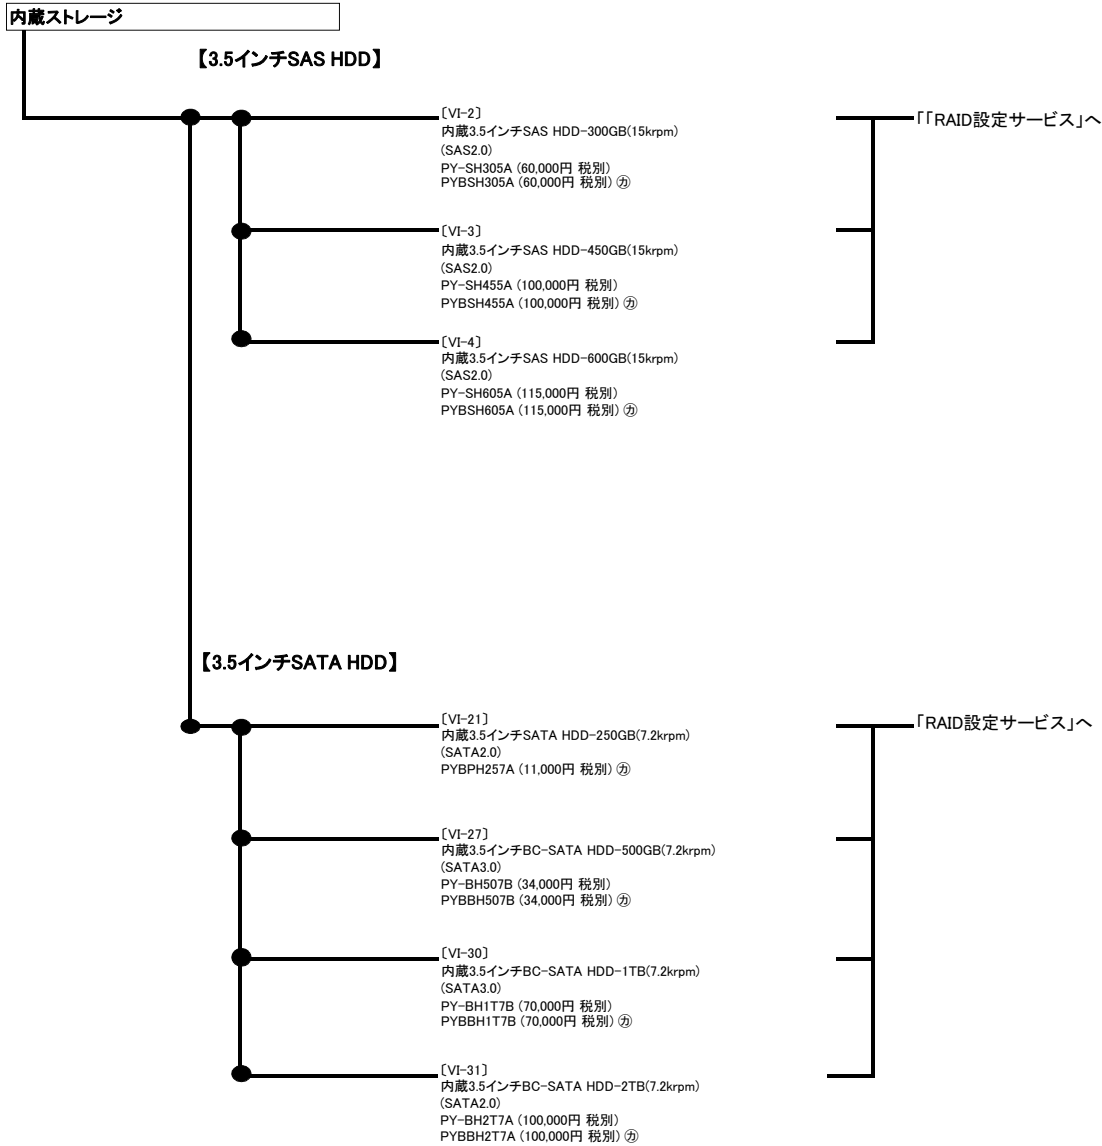 内蔵ストレージ
【3.5インチSAS HDD】
〔VI-2〕
内蔵3.5インチSAS HDD-300GB(15krpm)
(SAS2.0)
PY-SH305A (60,000円 税別)
PYBSH305A (60,000円 税別) ㋕
「「RAID設定サービス」へ
〔VI-3〕
内蔵3.5インチSAS HDD-450GB(15krpm)
(SAS2.0)
PY-SH455A (100,000円 税別)
PYBSH455A (100,000円 税別) ㋕
〔VI-4〕
内蔵3.5インチSAS HDD-600GB(15krpm)
(SAS2.0)
PY-SH605A (115,000円 税別)
PYBSH605A (115,000円 税別) ㋕
【3.5インチSATA HDD】
〔VI-21〕
内蔵3.5インチSATA HDD-250GB(7.2krpm)
(SATA2.0)
PYBPH257A (11,000円 税別) ㋕
「RAID設定サービス」へ
〔VI-27〕
内蔵3.5インチBC-SATA HDD-500GB(7.2krpm)
(SATA3.0)
PY-BH507B (34,000円 税別)
PYBBH507B (34,000円 税別) ㋕
〔VI-30〕
内蔵3.5インチBC-SATA HDD-1TB(7.2krpm)
(SATA3.0)
PY-BH1T7B (70,000円 税別)
PYBBH1T7B (70,000円 税別) ㋕
〔VI-31〕
内蔵3.5インチBC-SATA HDD-2TB(7.2krpm)
(SATA2.0)
PY-BH2T7A (100,000円 税別)
PYBBH2T7A (100,000円 税別) ㋕